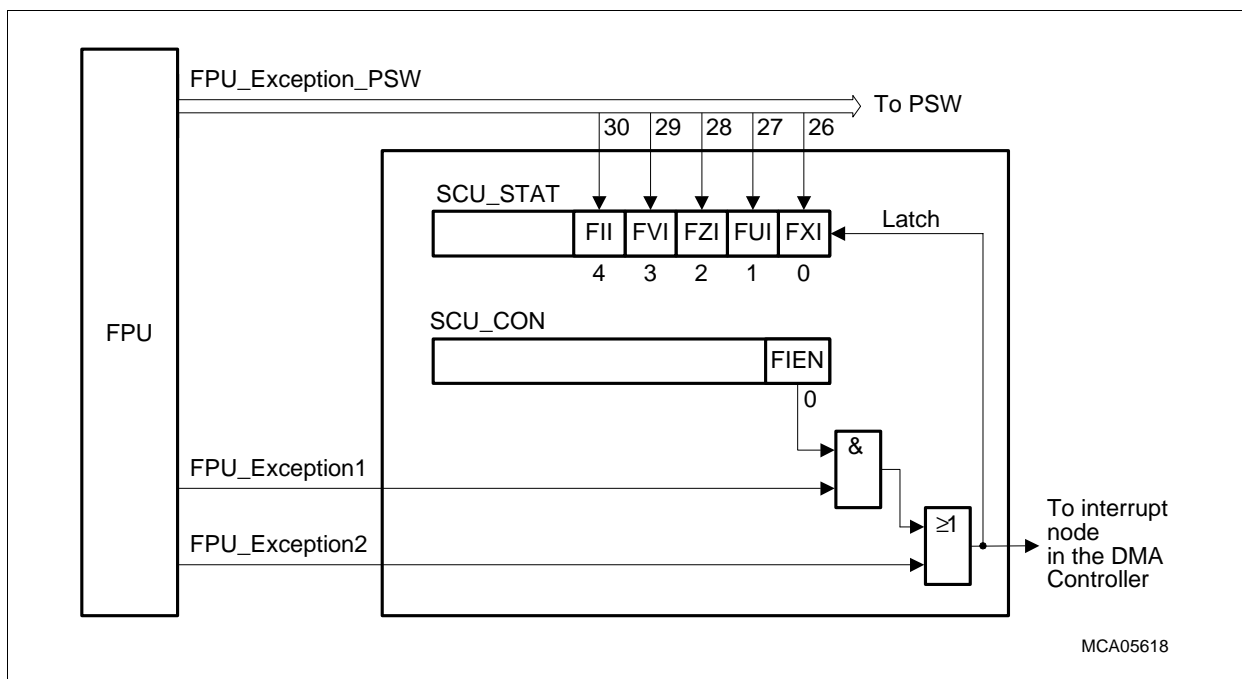 FPU_Exception_PSW
To PSW
30 29 28 27 26
SCU_STAT
FII FVI FZI FUI FXI
Latch
4 3 2 1 0
SCU_CON
FPU
FIEN
0
&
FPU_Exception1
≥1
To interrupt
node
in the DMA
Controller
FPU_Exception2
MCA05618